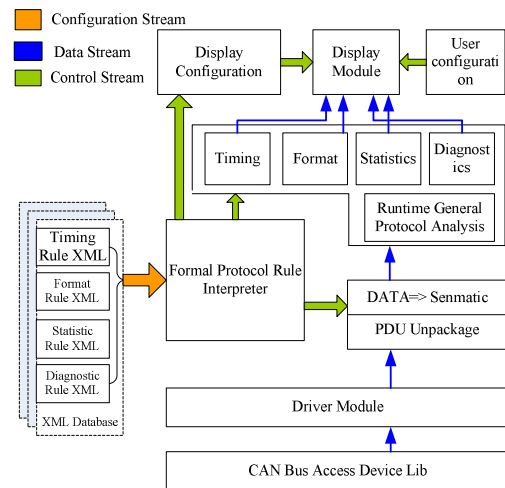 Configuration Stream
Data Stream
Control Stream
Display
Configuration
Display
Module
User
configurati
on
Timing
Format
Statistics
Diagnost
ics
Runtime General
Protocol Analysis
Timing
Rule XML
Format
Rule XML
Statistic
Rule XML
Diagnostic
Rule XML
XML Database
Formal Protocol Rule
Interpreter
DATA=> Senmatic
PDU Unpackage
Driver Module
CAN Bus Access Device Lib